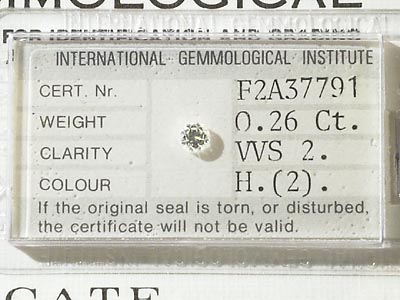 INTERNATIONAL GEMMOLOGICAL INSTITUTE
CERT. Nr. F2A37791
WEIGHT 0.26 Ct.
CLARITY VVS 2.
COLOUR H.(2).
If the original seal is torn, or disturbed,
the certificate will not be valid.